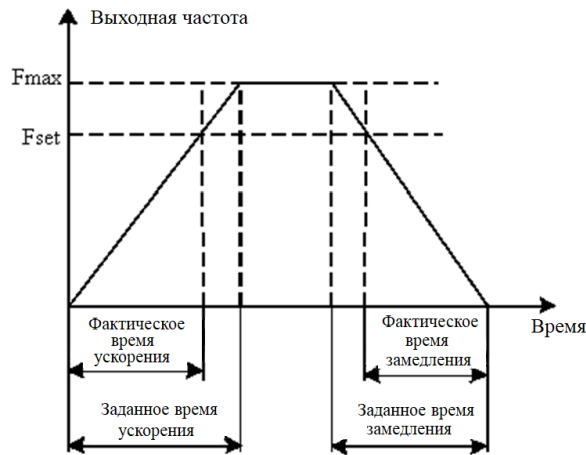 Выходная частота
Fmax
Fset
Время
Фактическое
время
ускорения
Фактическое
время
замедления
Заданное время
ускорения
Заданное время
замедления